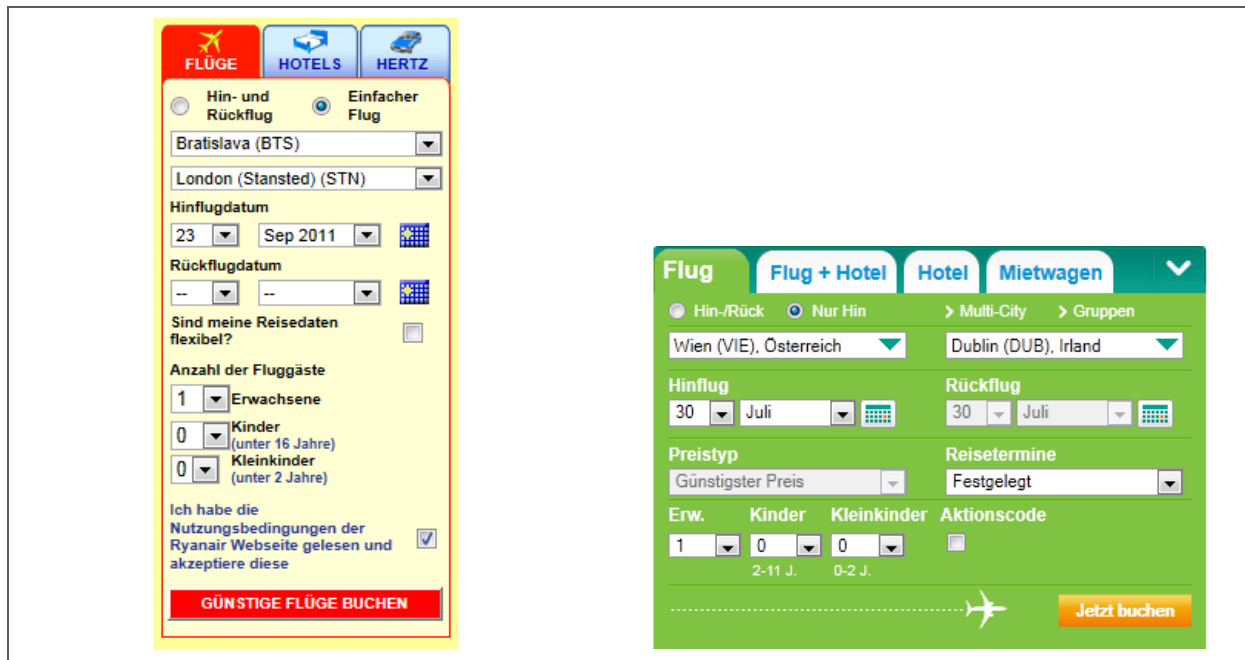 FLÜGE HOTELS HERTZ
Hin- und Rückflug
Einfacher Flug
Bratislava (BTS)
London (Stansted) (STN)
Hinflugdatum
23 Sep 2011
Rückflugdatum
-- --
Sind meine Reisedaten
flexibel?
Anzahl der Fluggäste
1 Erwachsene
0 Kinder
(unter 16 Jahre)
0 Kleinkinder
(unter 2 Jahre)
Ich habe die
Nutzungsbedingungen der
Ryanair Webseite gelesen und
akzeptiere diese
GÜNSTIGE FLÜGE BUCHEN
Flug Flug + Hotel Hotel Mietwagen
Hin-/Rück Nur Hin > Multi-City > Gruppen
Wien (VIE), Österreich Dublin (DUB), Irland
Hinflug Rückflug
30 Juli 30 Juli
Preistyp Reisetermine
Günstigster Preis Festgelegt
Erw. Kinder Kleinkinder Aktionscode
1 0 0
2-11 J. 0-2 J.
Jetzt buchen